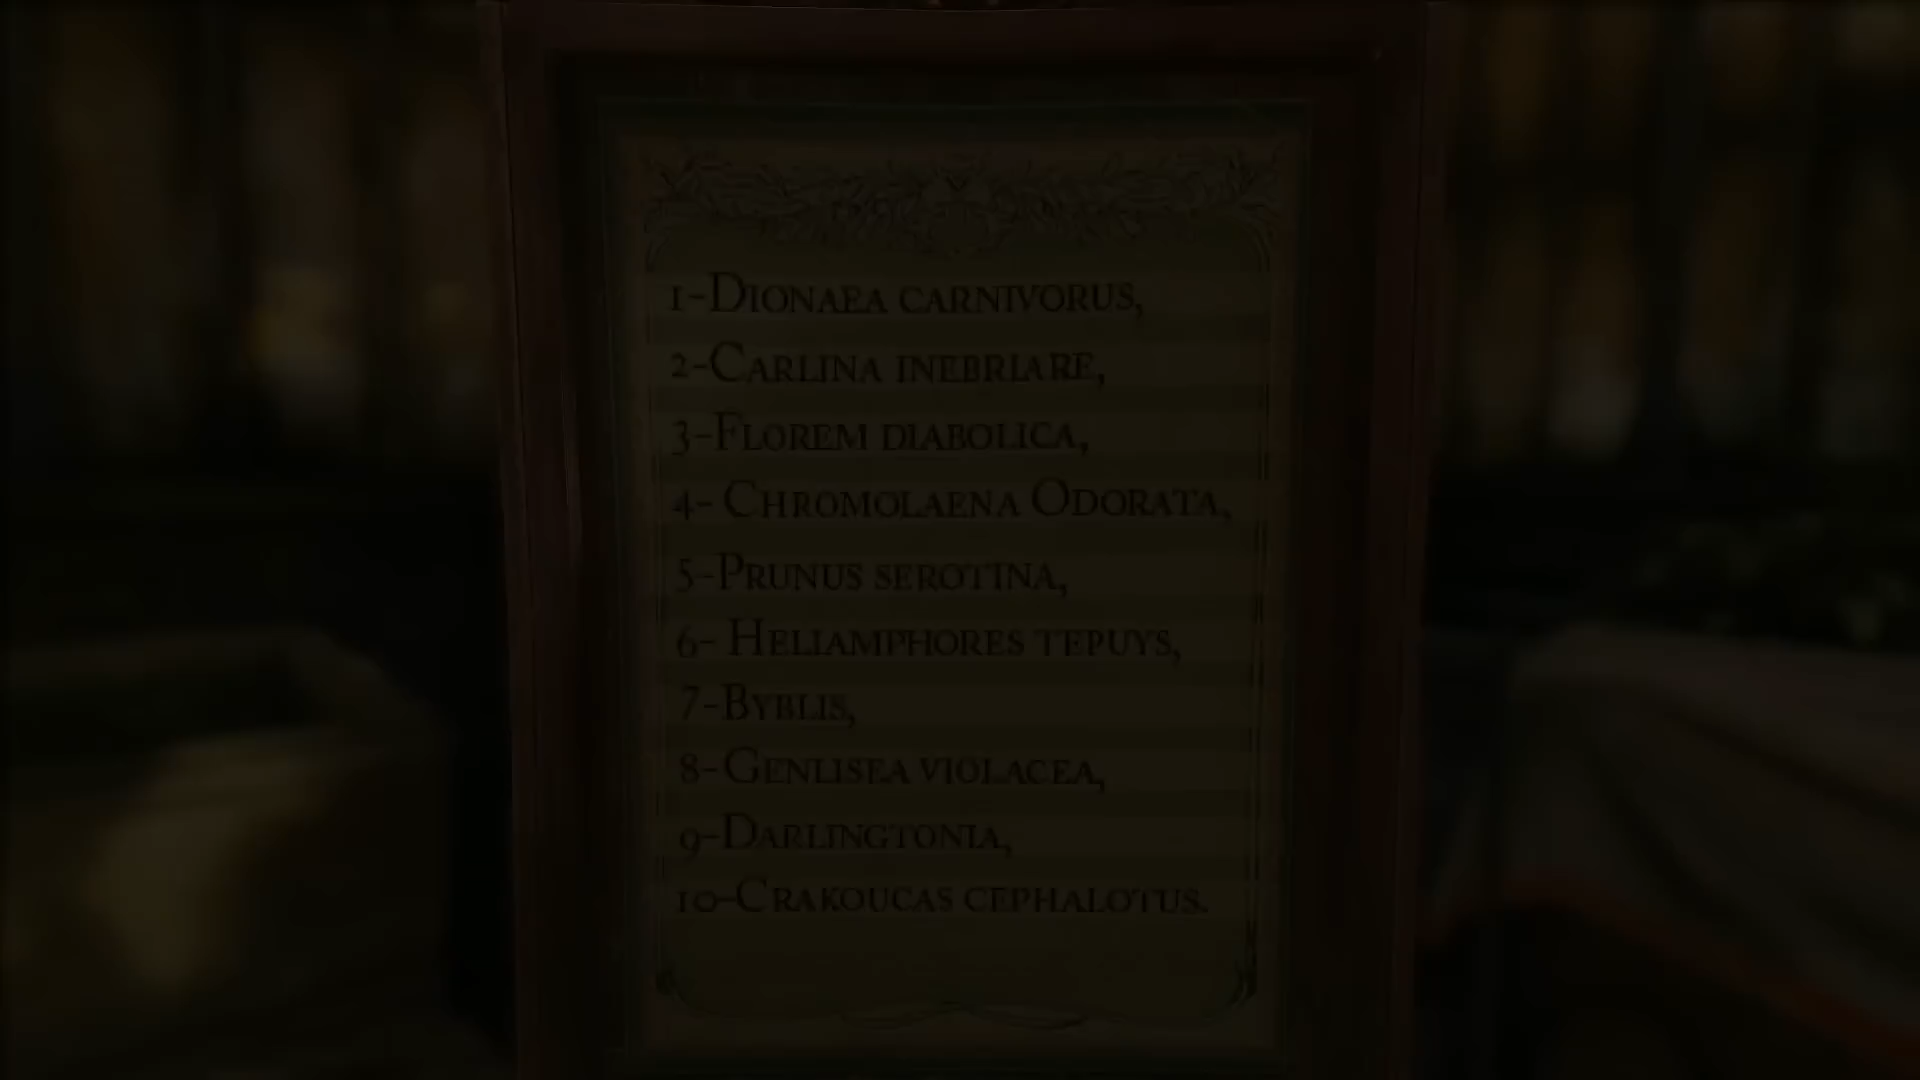 1-Dionaea carnivorus,
2-Carlina inebriare,
3-Florem diabolica,
4- Chromolaena Odorata,
5-Prunus serotina,
6- Heliamphores tepuys,
7-Byblis,
8-Genlisea violacea,
9-Darlingtonia,
10-Crakoucas cephalotus.